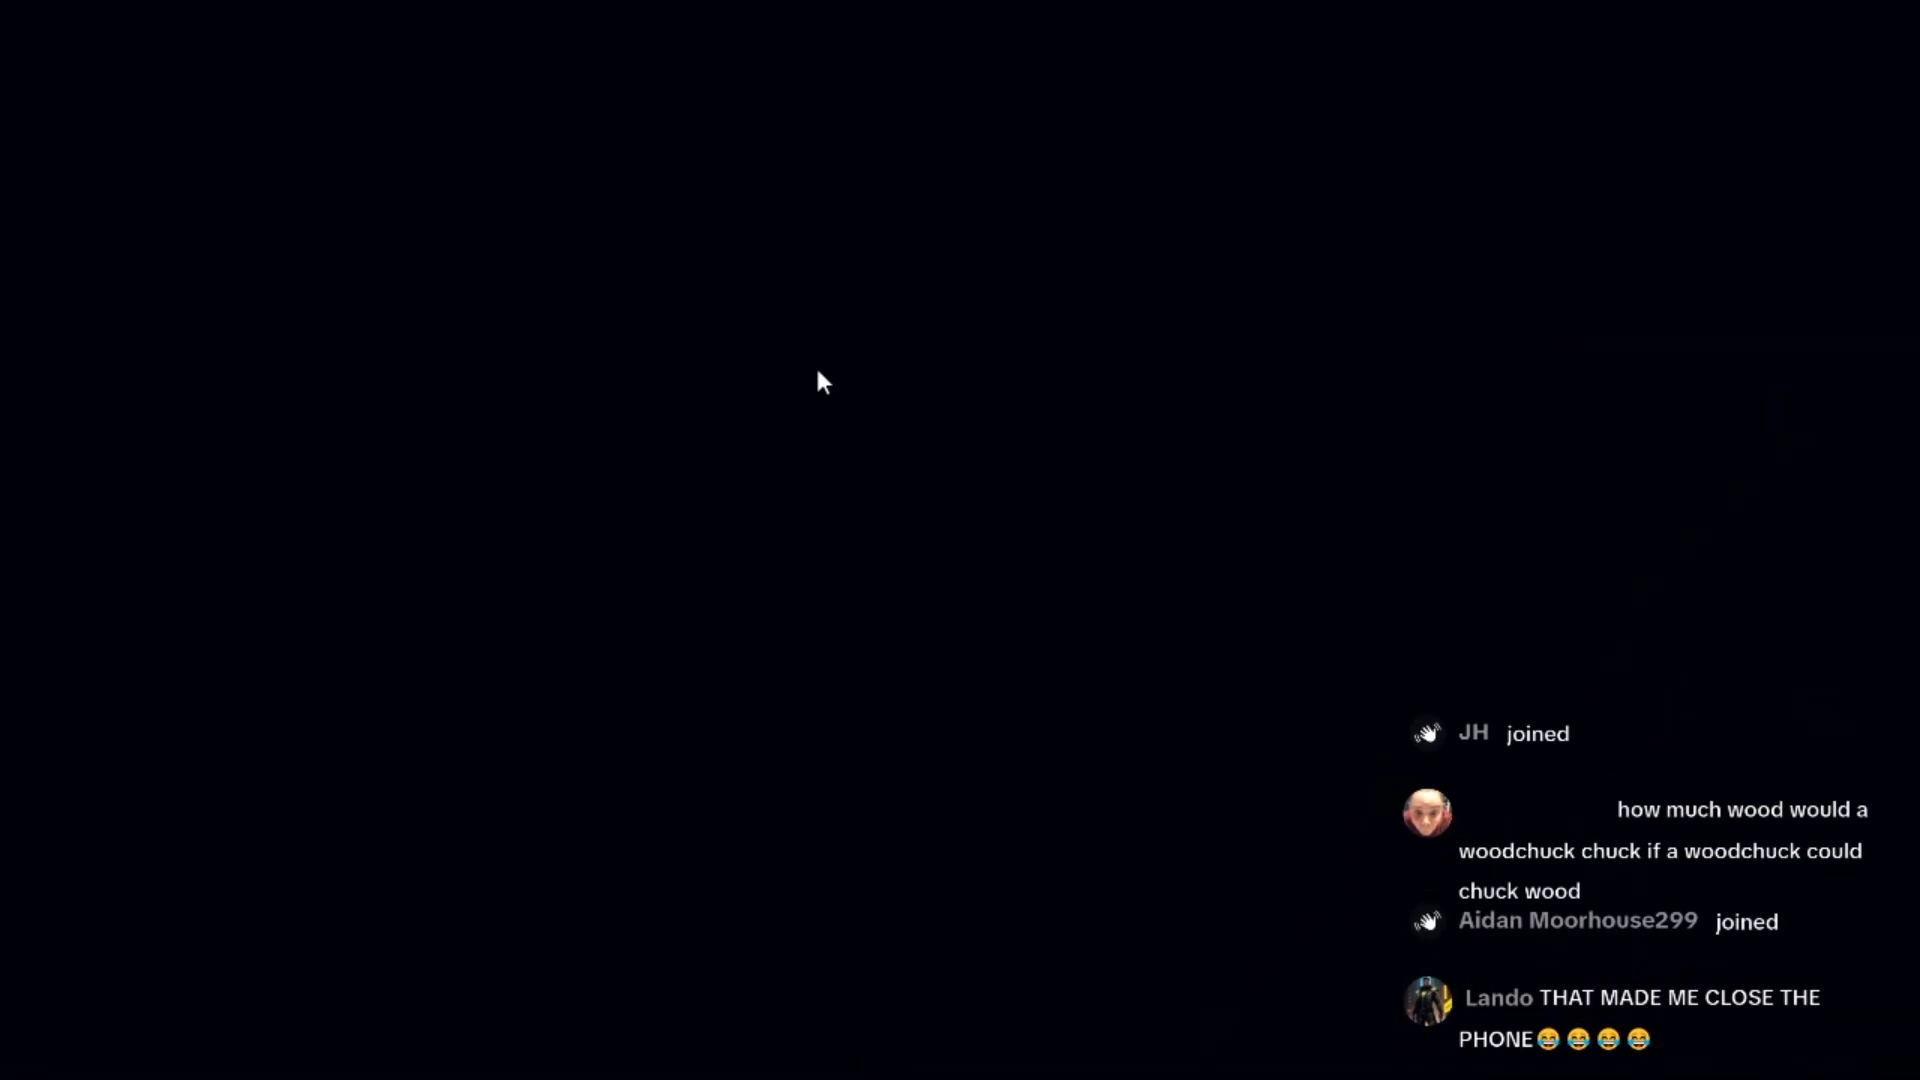 JH joined
how much wood would a
woodchuck chuck if a woodchuck could
chuck wood
Aidan Moorhouse299 joined
Lando THAT MADE ME CLOSE THE
PHONE😂😂😂😂